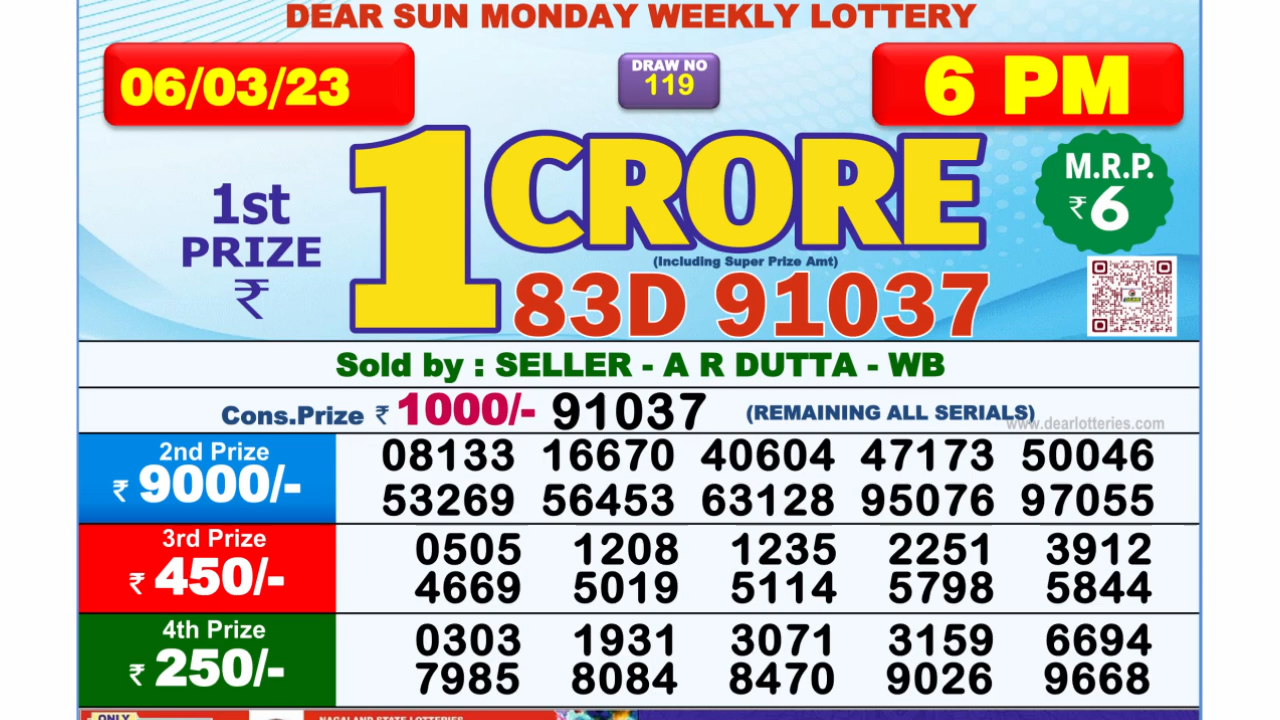 DEAR SUN MONDAY WEEKLY LOTTERY
06/03/23
DRAW NO
119
6 PM
1st
PRIZE
₹
1 CRORE
(Including Super Prize Amt)
M.R.P.
₹ 6
83D 91037
Sold by : SELLER - A R DUTTA - WB
Cons.Prize ₹ 1000/- 91037 (REMAINING ALL SERIALS)
www.dearlotteries.com
2nd Prize
₹ 9000/-
08133 16670 40604 47173 50046
53269 56453 63128 95076 97055
3rd Prize
₹ 450/-
0505 1208 1235 2251 3912
4669 5019 5114 5798 5844
4th Prize
₹ 250/-
0303 1931 3071 3159 6694
7985 8084 8470 9026 9668
ONLY
NAGALAND STATE LOTTERIES